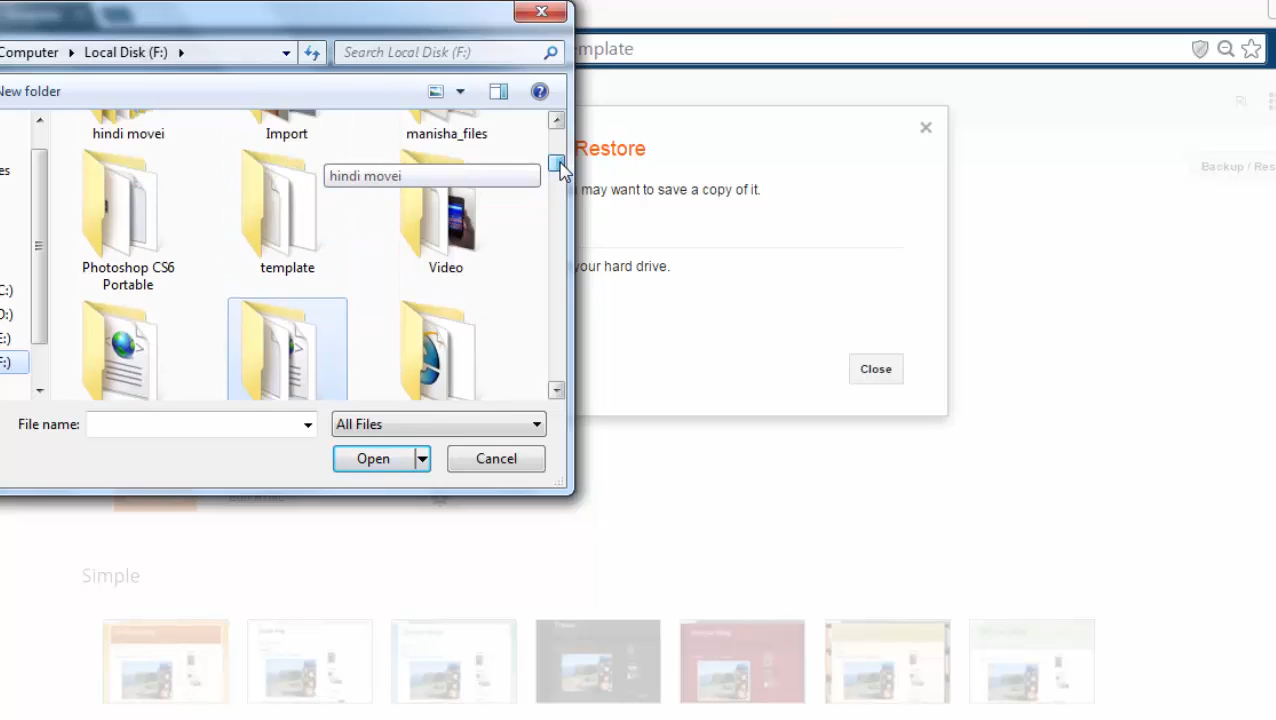 Computer ▸ Local Disk (F:) ▸
Search Local Disk (F:)
mplate
New folder
hindi movei
Import
manisha_files
hindi movei
Photoshop CS6
Portable
template
Video
es
C:)
D:)
E:)
F:)
File name:
All Files
Open
Cancel
Restore
may want to save a copy of it.
your hard drive.
Close
Backup / Res
Simple